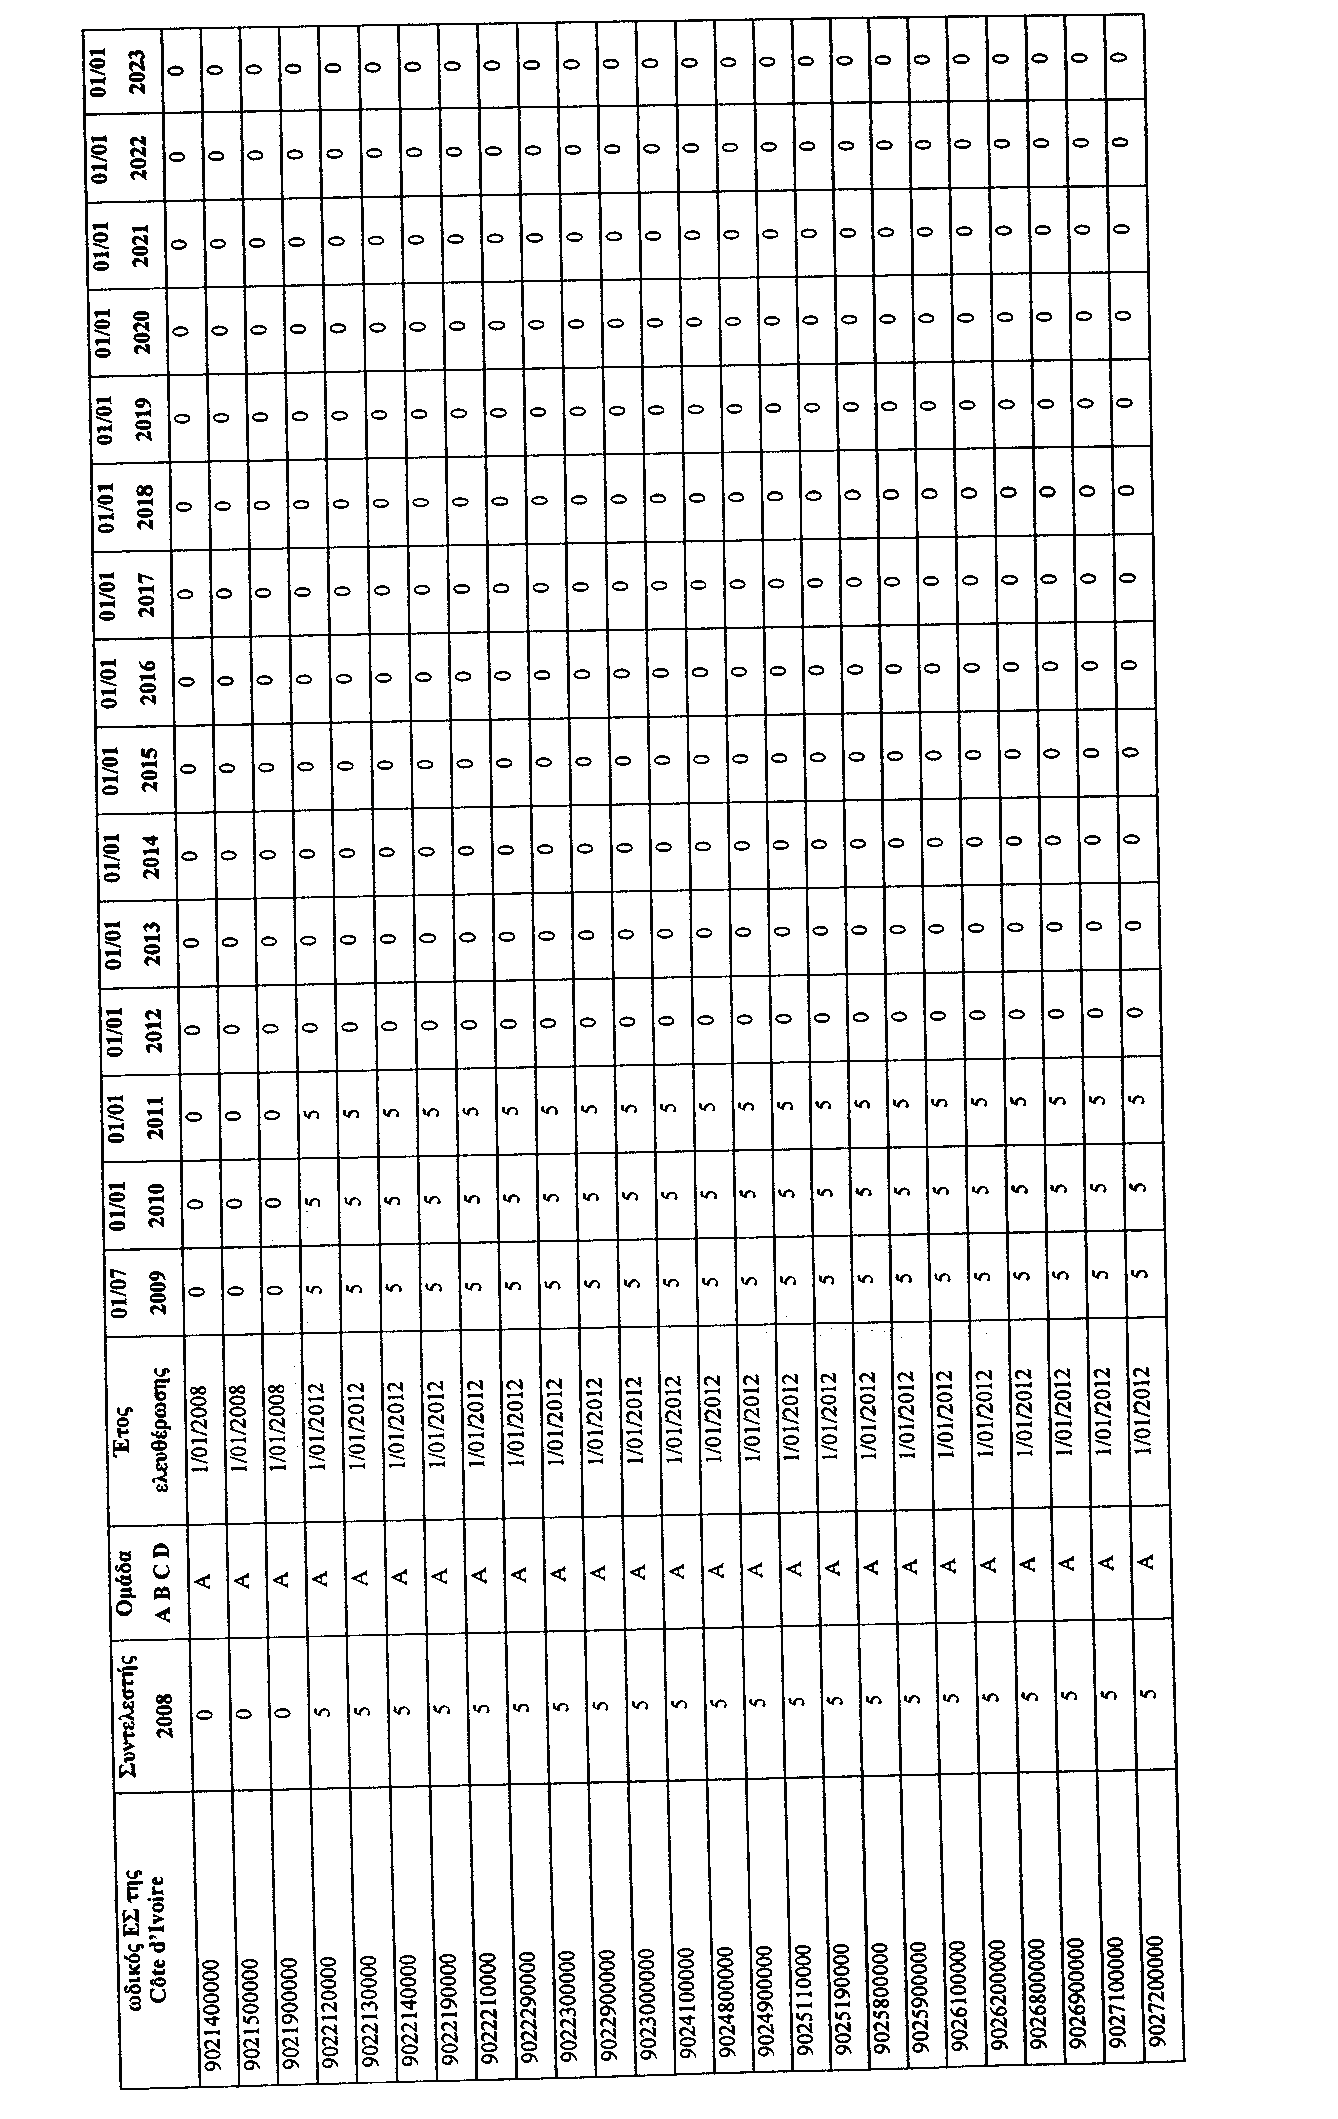 ωδικός ΕΣ της Côte d'Ivoire Συντελεστής 2008 Ομάδα A B C D Έτος ελευθέρωσης 01/07 2009 01/01 2010 01/01 2011 01/01 2012 01/01 2013 01/01 2014 01/01 2015 01/01 2016 01/01 2017 01/01 2018 01/01 2019 01/01 2020 01/01 2021 01/01 2022 01/01 2023
9021400000 0 A 1/01/2008 0 0 0 0 0 0 0 0 0 0 0 0 0 0 0
9021500000 0 A 1/01/2008 0 0 0 0 0 0 0 0 0 0 0 0 0 0 0
9021900000 0 A 1/01/2008 0 0 0 0 0 0 0 0 0 0 0 0 0 0 0
9022120000 5 A 1/01/2012 5 5 5 0 0 0 0 0 0 0 0 0 0 0 0
9022130000 5 A 1/01/2012 5 5 5 0 0 0 0 0 0 0 0 0 0 0 0
9022140000 5 A 1/01/2012 5 5 5 0 0 0 0 0 0 0 0 0 0 0 0
9022190000 5 A 1/01/2012 5 5 5 0 0 0 0 0 0 0 0 0 0 0 0
9022210000 5 A 1/01/2012 5 5 5 0 0 0 0 0 0 0 0 0 0 0 0
9022290000 5 A 1/01/2012 5 5 5 0 0 0 0 0 0 0 0 0 0 0 0
9022300000 5 A 1/01/2012 5 5 5 0 0 0 0 0 0 0 0 0 0 0 0
9022900000 5 A 1/01/2012 5 5 5 0 0 0 0 0 0 0 0 0 0 0 0
9023000000 5 A 1/01/2012 5 5 5 0 0 0 0 0 0 0 0 0 0 0 0
9024100000 5 A 1/01/2012 5 5 5 0 0 0 0 0 0 0 0 0 0 0 0
9024800000 5 A 1/01/2012 5 5 5 0 0 0 0 0 0 0 0 0 0 0 0
9024900000 5 A 1/01/2012 5 5 5 0 0 0 0 0 0 0 0 0 0 0 0
9025110000 5 A 1/01/2012 5 5 5 0 0 0 0 0 0 0 0 0 0 0 0
9025190000 5 A 1/01/2012 5 5 5 0 0 0 0 0 0 0 0 0 0 0 0
9025800000 5 A 1/01/2012 5 5 5 0 0 0 0 0 0 0 0 0 0 0 0
9025900000 5 A 1/01/2012 5 5 5 0 0 0 0 0 0 0 0 0 0 0 0
9026100000 5 A 1/01/2012 5 5 5 0 0 0 0 0 0 0 0 0 0 0 0
9026200000 5 A 1/01/2012 5 5 5 0 0 0 0 0 0 0 0 0 0 0 0
9026800000 5 A 1/01/2012 5 5 5 0 0 0 0 0 0 0 0 0 0 0 0
9026900000 5 A 1/01/2012 5 5 5 0 0 0 0 0 0 0 0 0 0 0 0
9027100000 5 A 1/01/2012 5 5 5 0 0 0 0 0 0 0 0 0 0 0 0
9027200000 5 A 1/01/2012 5 5 5 0 0 0 0 0 0 0 0 0 0 0 0